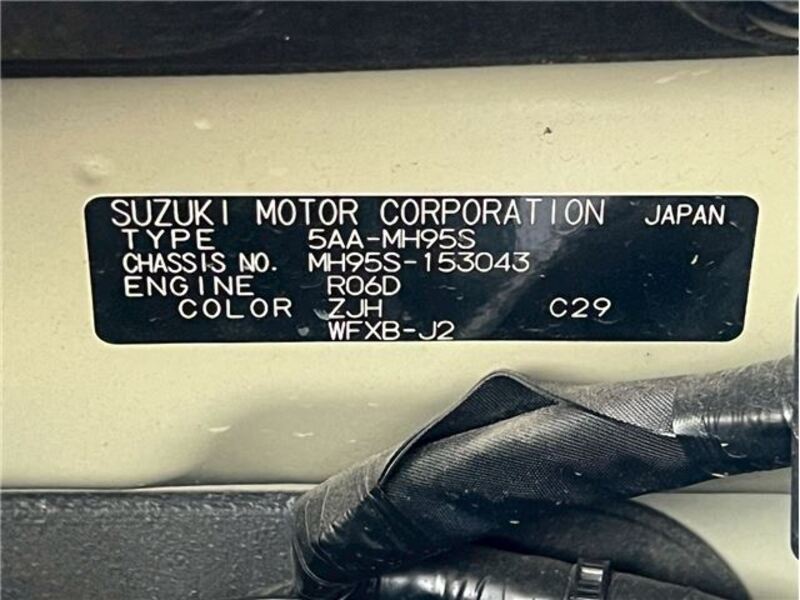 SUZUKI MOTOR CORPORATION JAPAN
TYPE 5AA-MH95S
CHASSIS NO. MH95S-153043
ENGINE R06D
COLOR ZJH C29
WFXB-J2